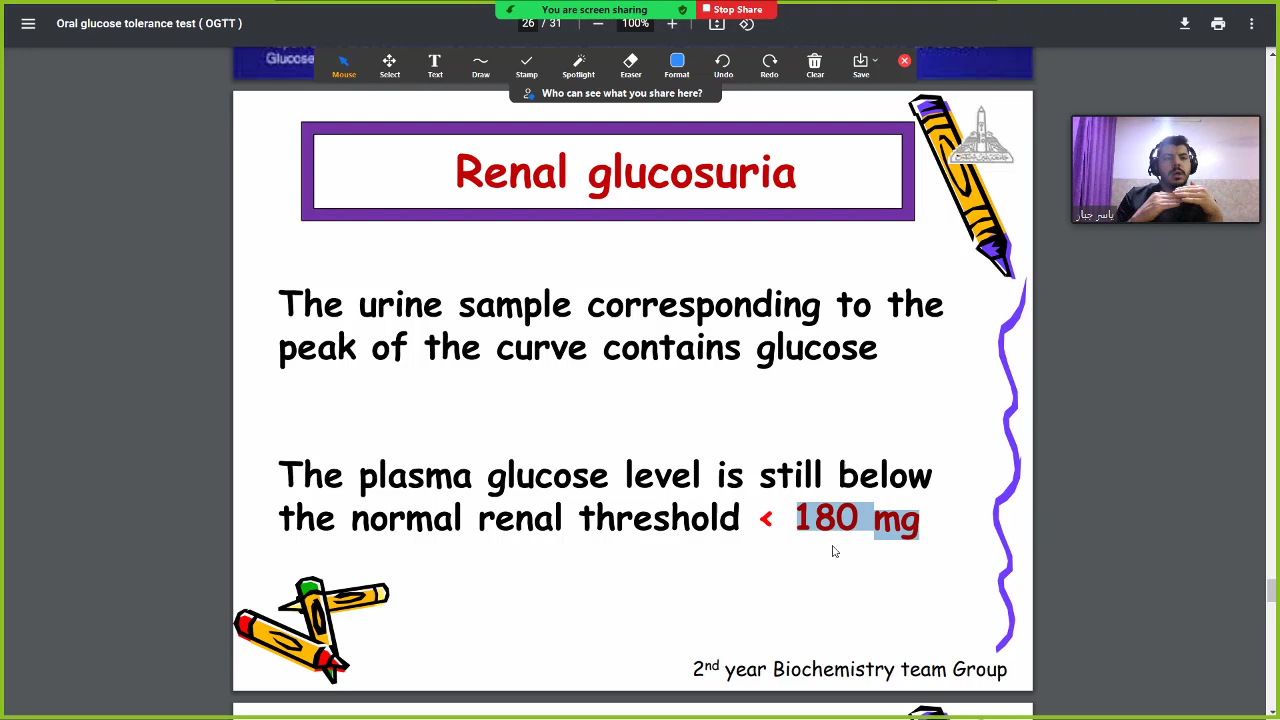 You are screen sharing
Stop Share
Oral glucose tolerance test ( OGTT )
26 / 31
100%
Glucose
Mouse
Select
Text
Draw
Stamp
Spotlight
Eraser
Format
Undo
Redo
Clear
Save
Who can see what you share here?
Renal glucosuria
ياسر جبار
The urine sample corresponding to the
peak of the curve contains glucose
The plasma glucose level is still below
the normal renal threshold < 180 mg
2nd year Biochemistry team Group